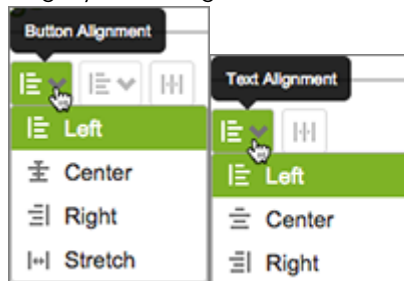 Button Alignment
Left
Center
Right
Stretch
Text Alignment
Left
Center
Right